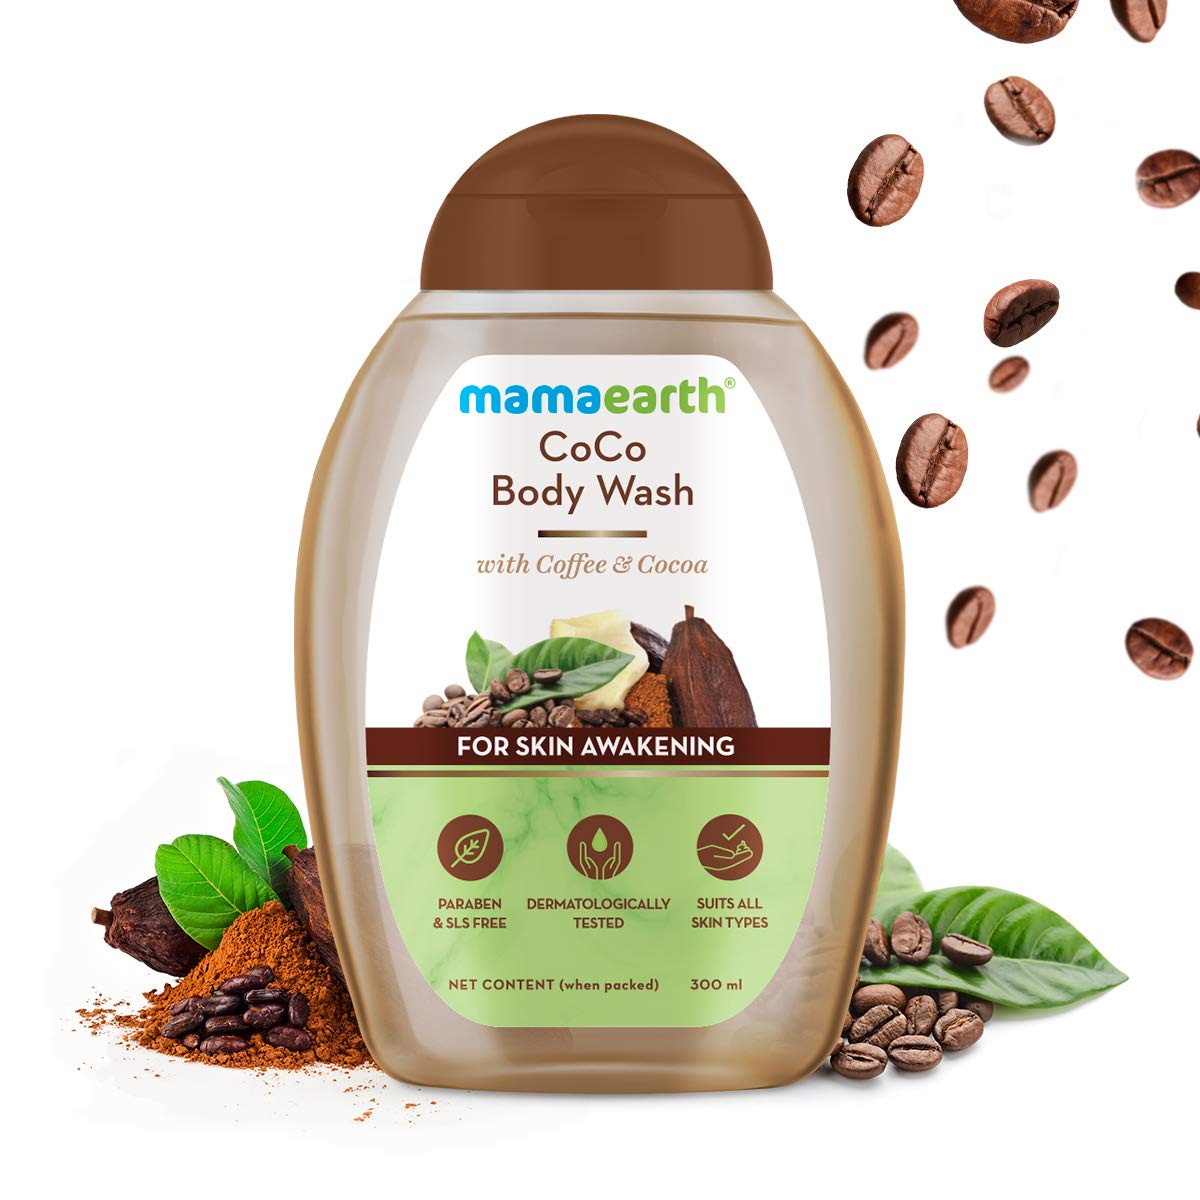 mamaearth®
CoCo
Body Wash
with Coffee & Cocoa
FOR SKIN AWAKENING
PARABEN
& SLS FREE
DERMATOLOGICALLY
TESTED
SUITS ALL
SKIN TYPES
NET CONTENT (when packed) 300 ml